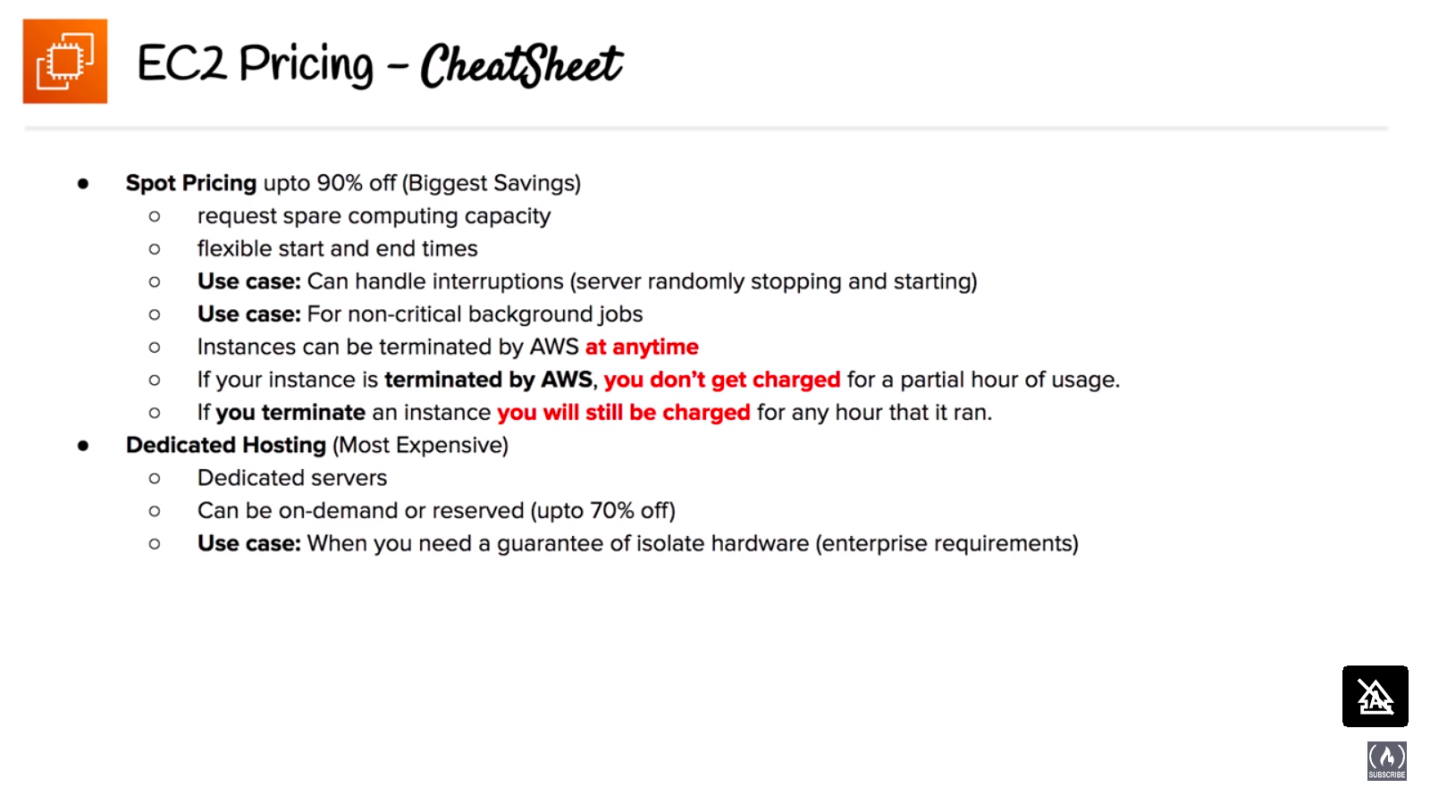 EC2 Pricing – CheatSheet
● Spot Pricing upto 90% off (Biggest Savings)
○ request spare computing capacity
○ flexible start and end times
○ Use case: Can handle interruptions (server randomly stopping and starting)
○ Use case: For non-critical background jobs
○ Instances can be terminated by AWS at anytime
○ If your instance is terminated by AWS, you don’t get charged for a partial hour of usage.
○ If you terminate an instance you will still be charged for any hour that it ran.
● Dedicated Hosting (Most Expensive)
○ Dedicated servers
○ Can be on-demand or reserved (upto 70% off)
○ Use case: When you need a guarantee of isolate hardware (enterprise requirements)
A
SUBSCRIBE